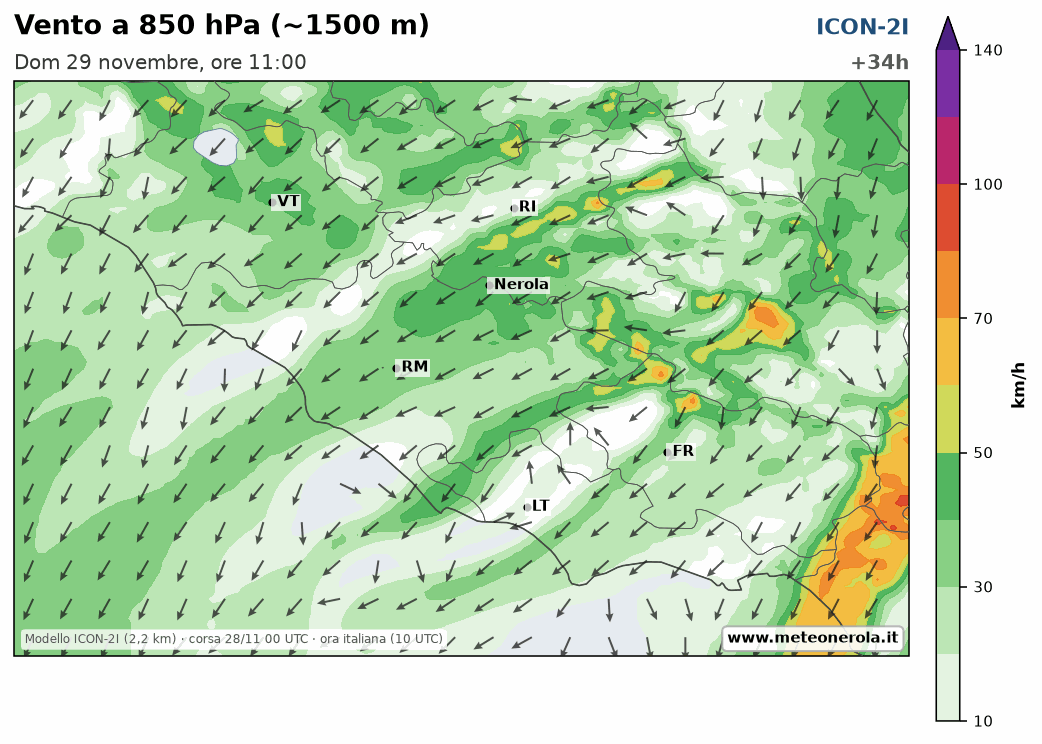 Vento a 850 hPa (~1500 m)
ICON-2I
Dom 29 novembre, ore 11:00
+34h
VT
RI
Nerola
RM
FR
LT
Modello ICON-2I (2,2 km) · corsa 28/11 00 UTC · ora italiana (10 UTC)
www.meteonerola.it
140
100
70
50
30
10
km/h